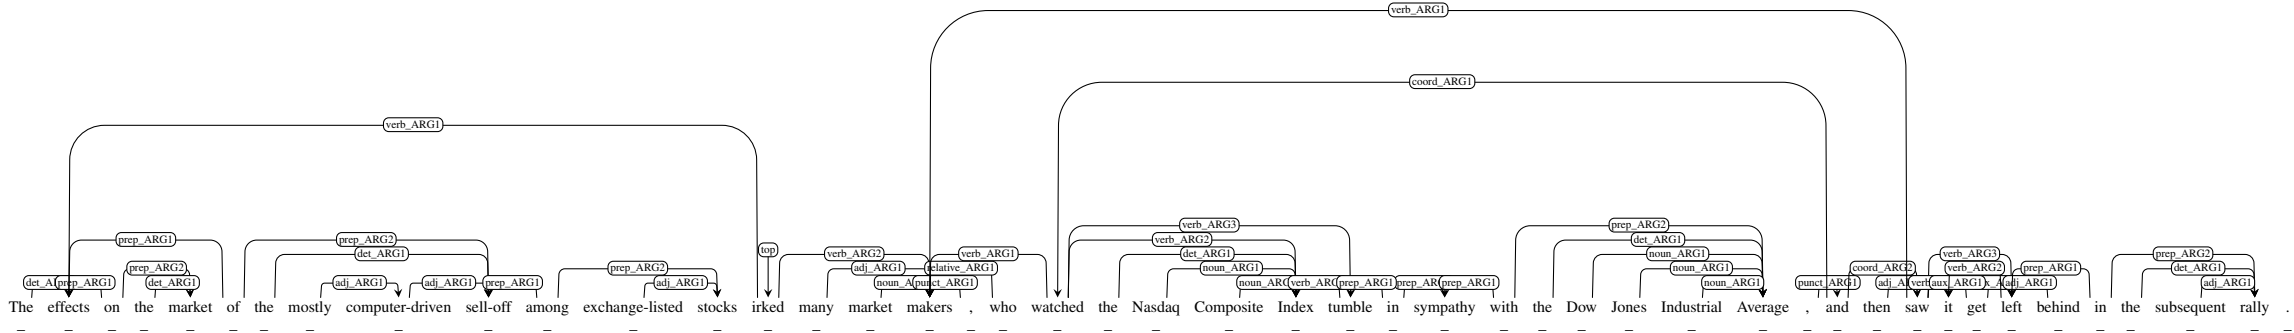 verb_ARG1
coord_ARG1
verb_ARG1
verb_ARG3 prep_ARG2
prep_ARG1 prep_ARG2 verb_ARG2 det_ARG1
top verb_ARG2 verb_ARG1 det_ARG1 noun_ARG1 verb_ARG3 prep_ARG2
det_ARG1
prep_ARG2 adj_ARG1 relative_ARG1 noun_ARG1 noun_ARG1 coord_ARG2 verb_ARG2 prep_ARG1 det_ARG1
prep_ARG2
prep_ARG1 det_ARG1 adj_ARG1 adj_ARG1 prep_ARG1 adj_ARG1 punct_ARG1 prep_ARG1 prep_ARG1 noun_ARG1 punct_ARG1 aux_ARG1 adj_ARG1 adj_ARG1
The effects on the market of the mostly computer-driven sell-off among exchange-listed stocks irked many market makers , who watched the Nasdaq Composite Index tumble in sympathy with the Dow Jones Industrial Average , and then saw it get left behind in the subsequent rally .